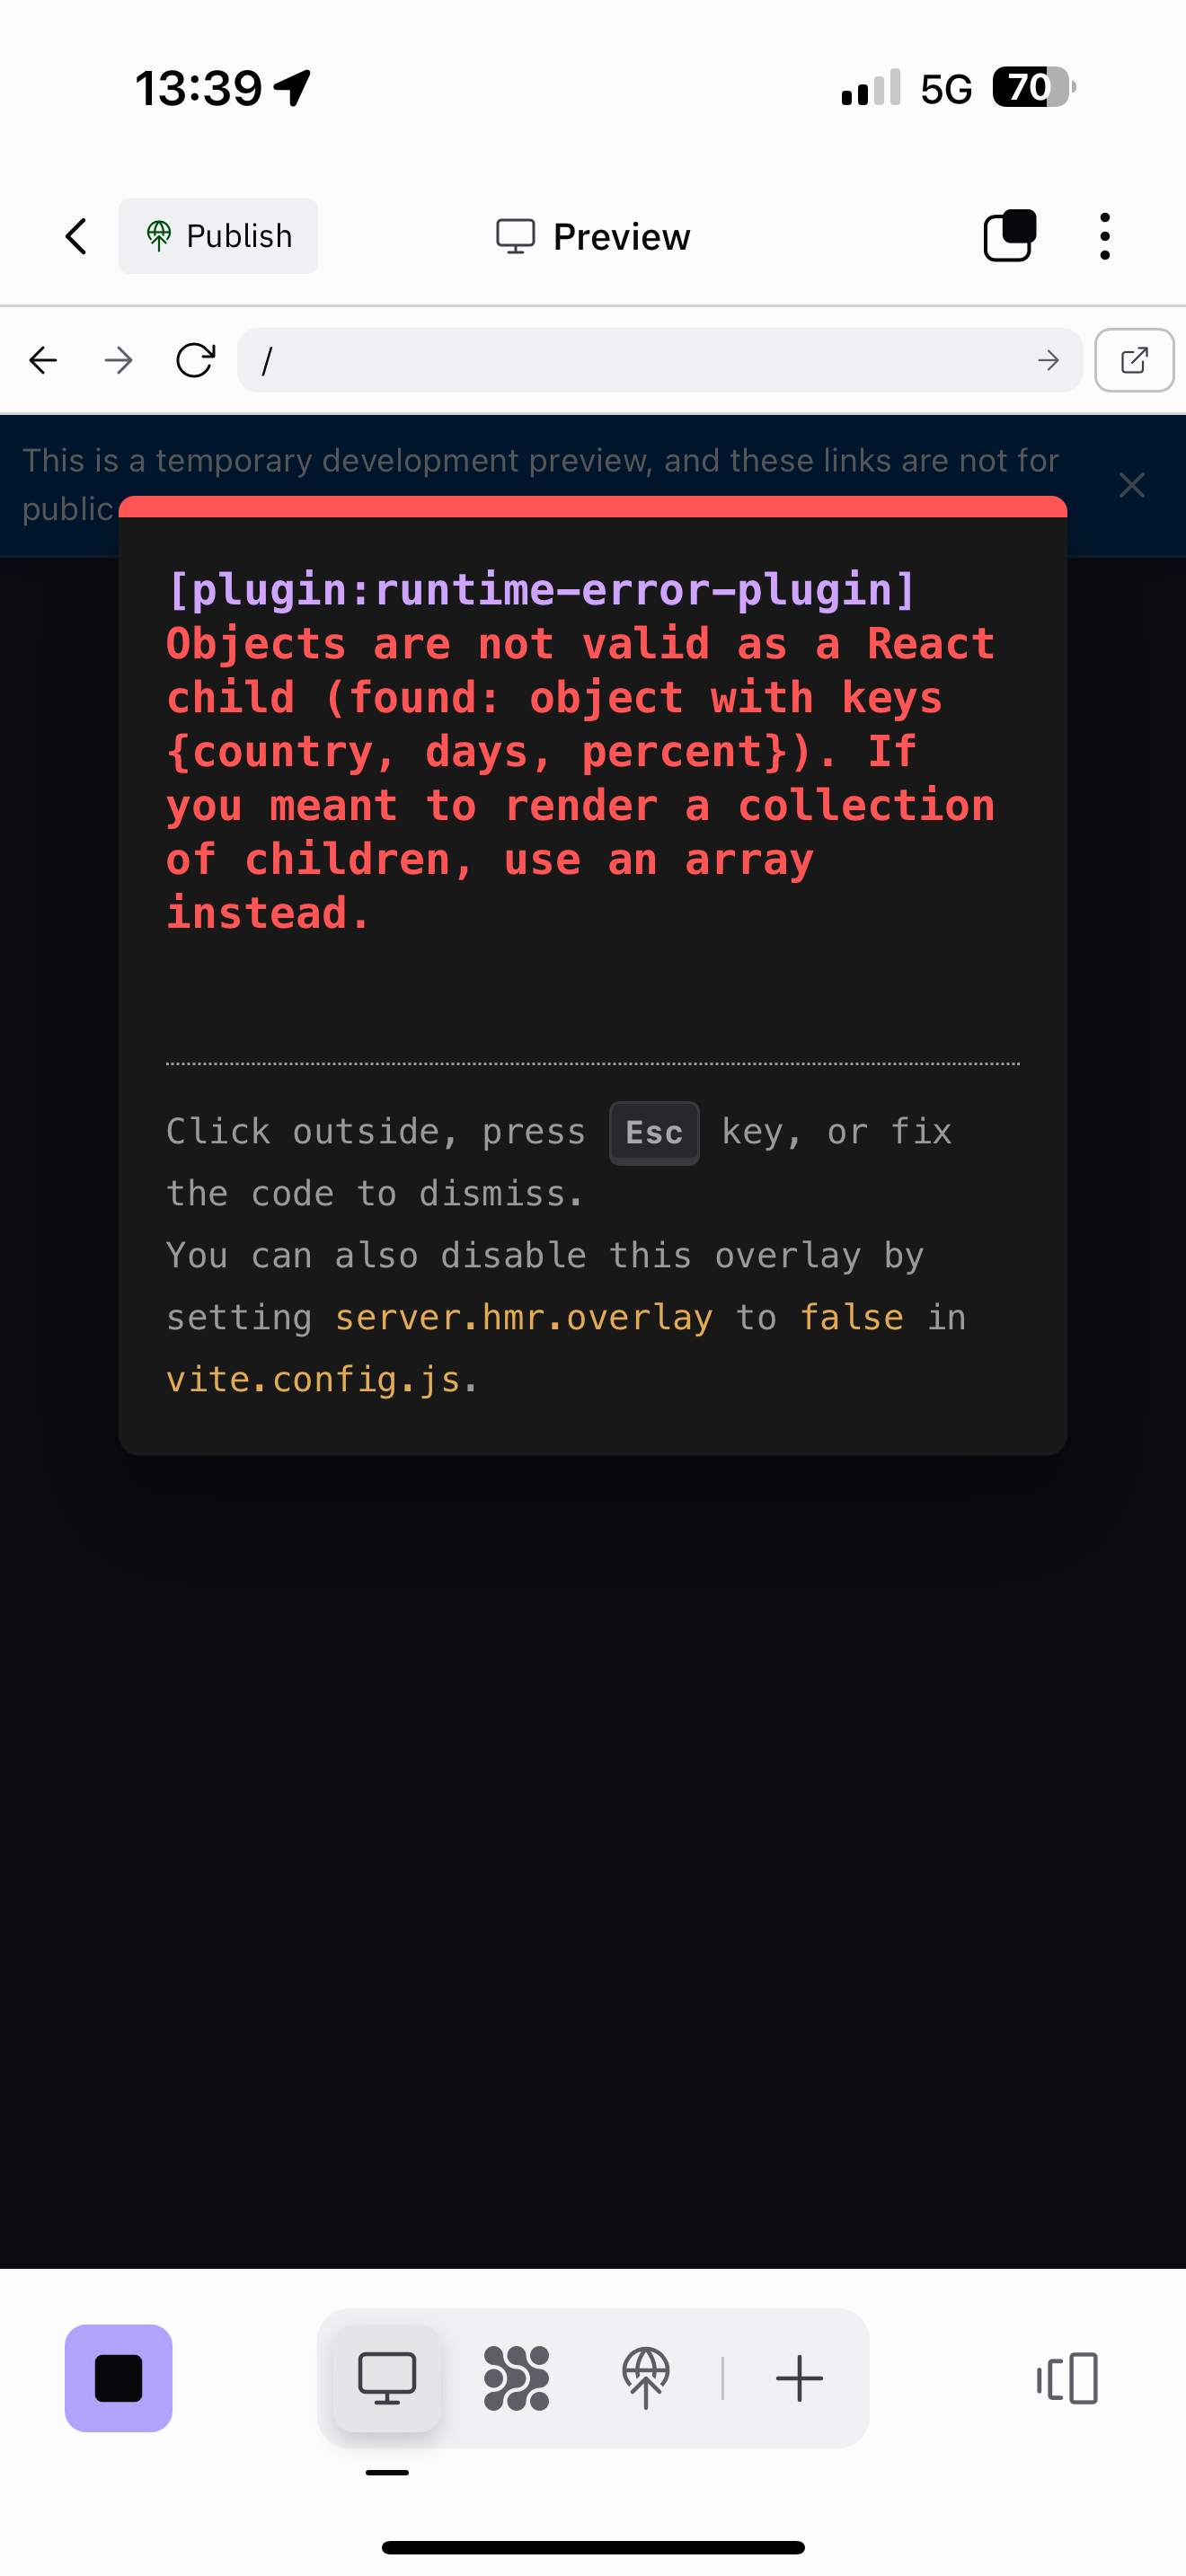 13:39
5G
70
Publish
Preview
/
This is a temporary development preview, and these links are not for
public
[plugin:runtime-error-plugin]
Objects are not valid as a React
child (found: object with keys
{country, days, percent}). If
you meant to render a collection
of children, use an array
instead.
Click outside, press Esc key, or fix
the code to dismiss.
You can also disable this overlay by
setting server.hmr.overlay to false in
vite.config.js.